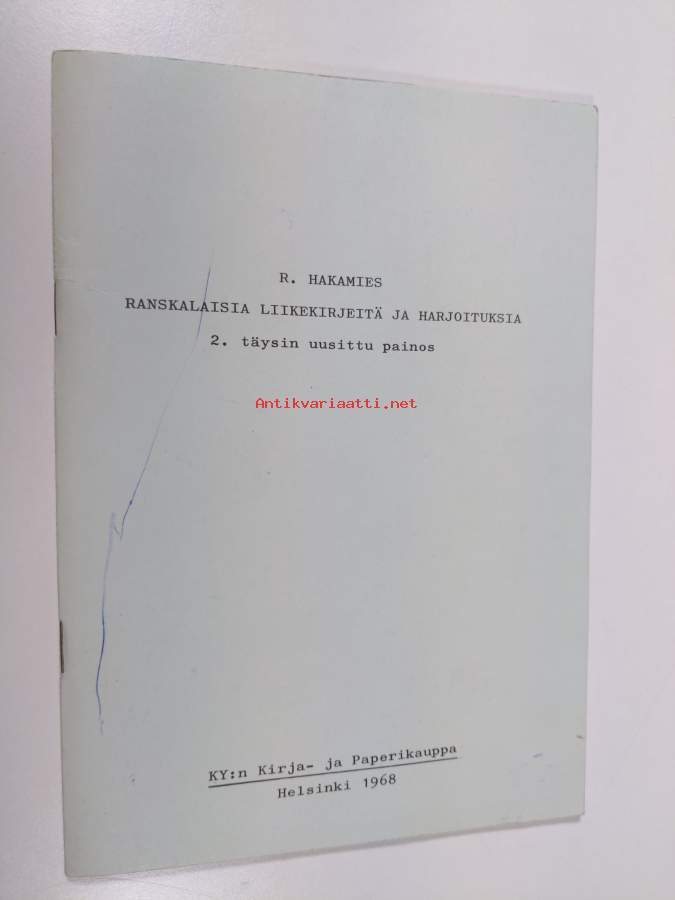 R. HAKAMIES
RANSKALAISIA LIIKEKIRJEITÄ JA HARJOITUKSIA
2. täysin uusittu painos
Antikvariaatti.net
KY:n Kirja- ja Paperikauppa
Helsinki 1968